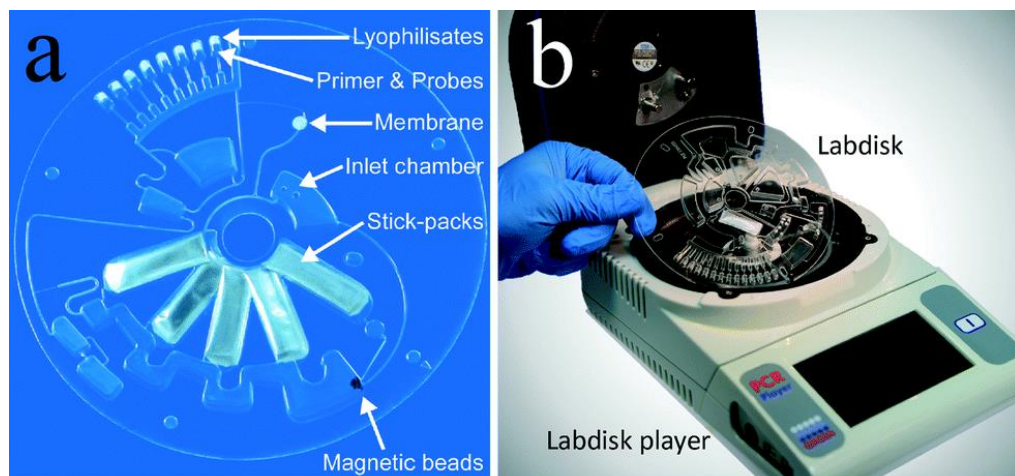 a
Lyophilisates
Primer & Probes
Membrane
Inlet chamber
Stick-packs
Magnetic beads
b
Labdisk
PCR
Player
Labdisk player